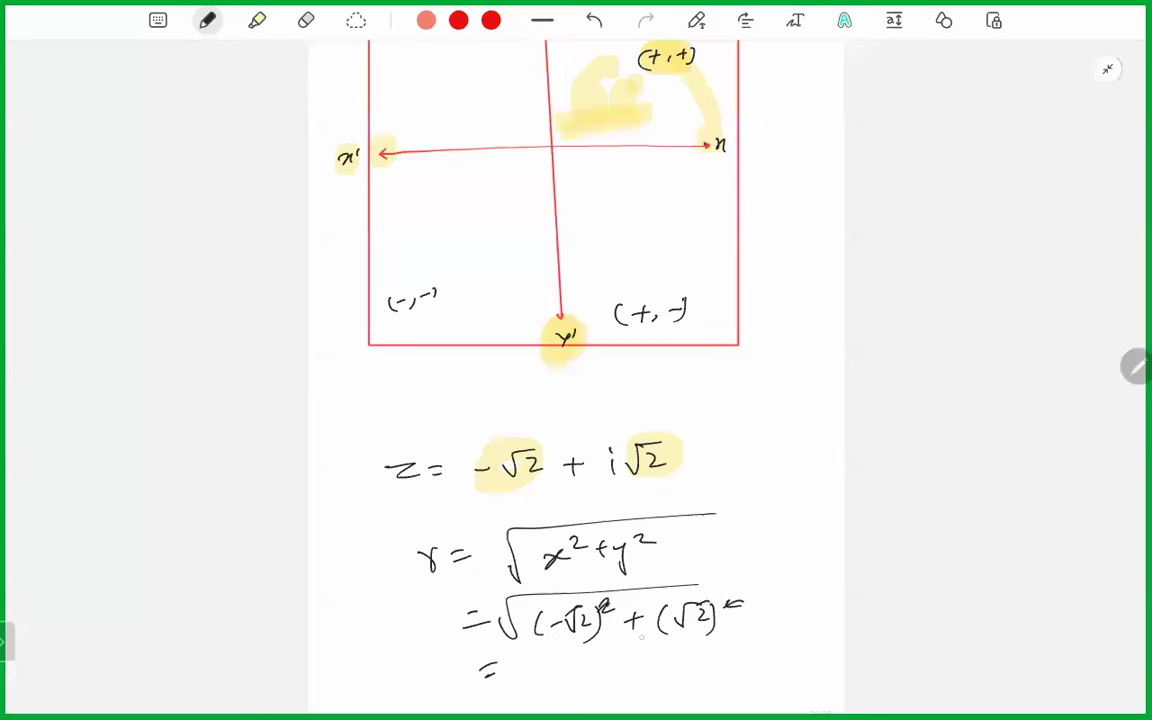 (+,+)
x' x
(-,-) (+,-)
y'
z = -√2 + i√2
r = √x²+y²
= √(-√2)² + (√2)²
=